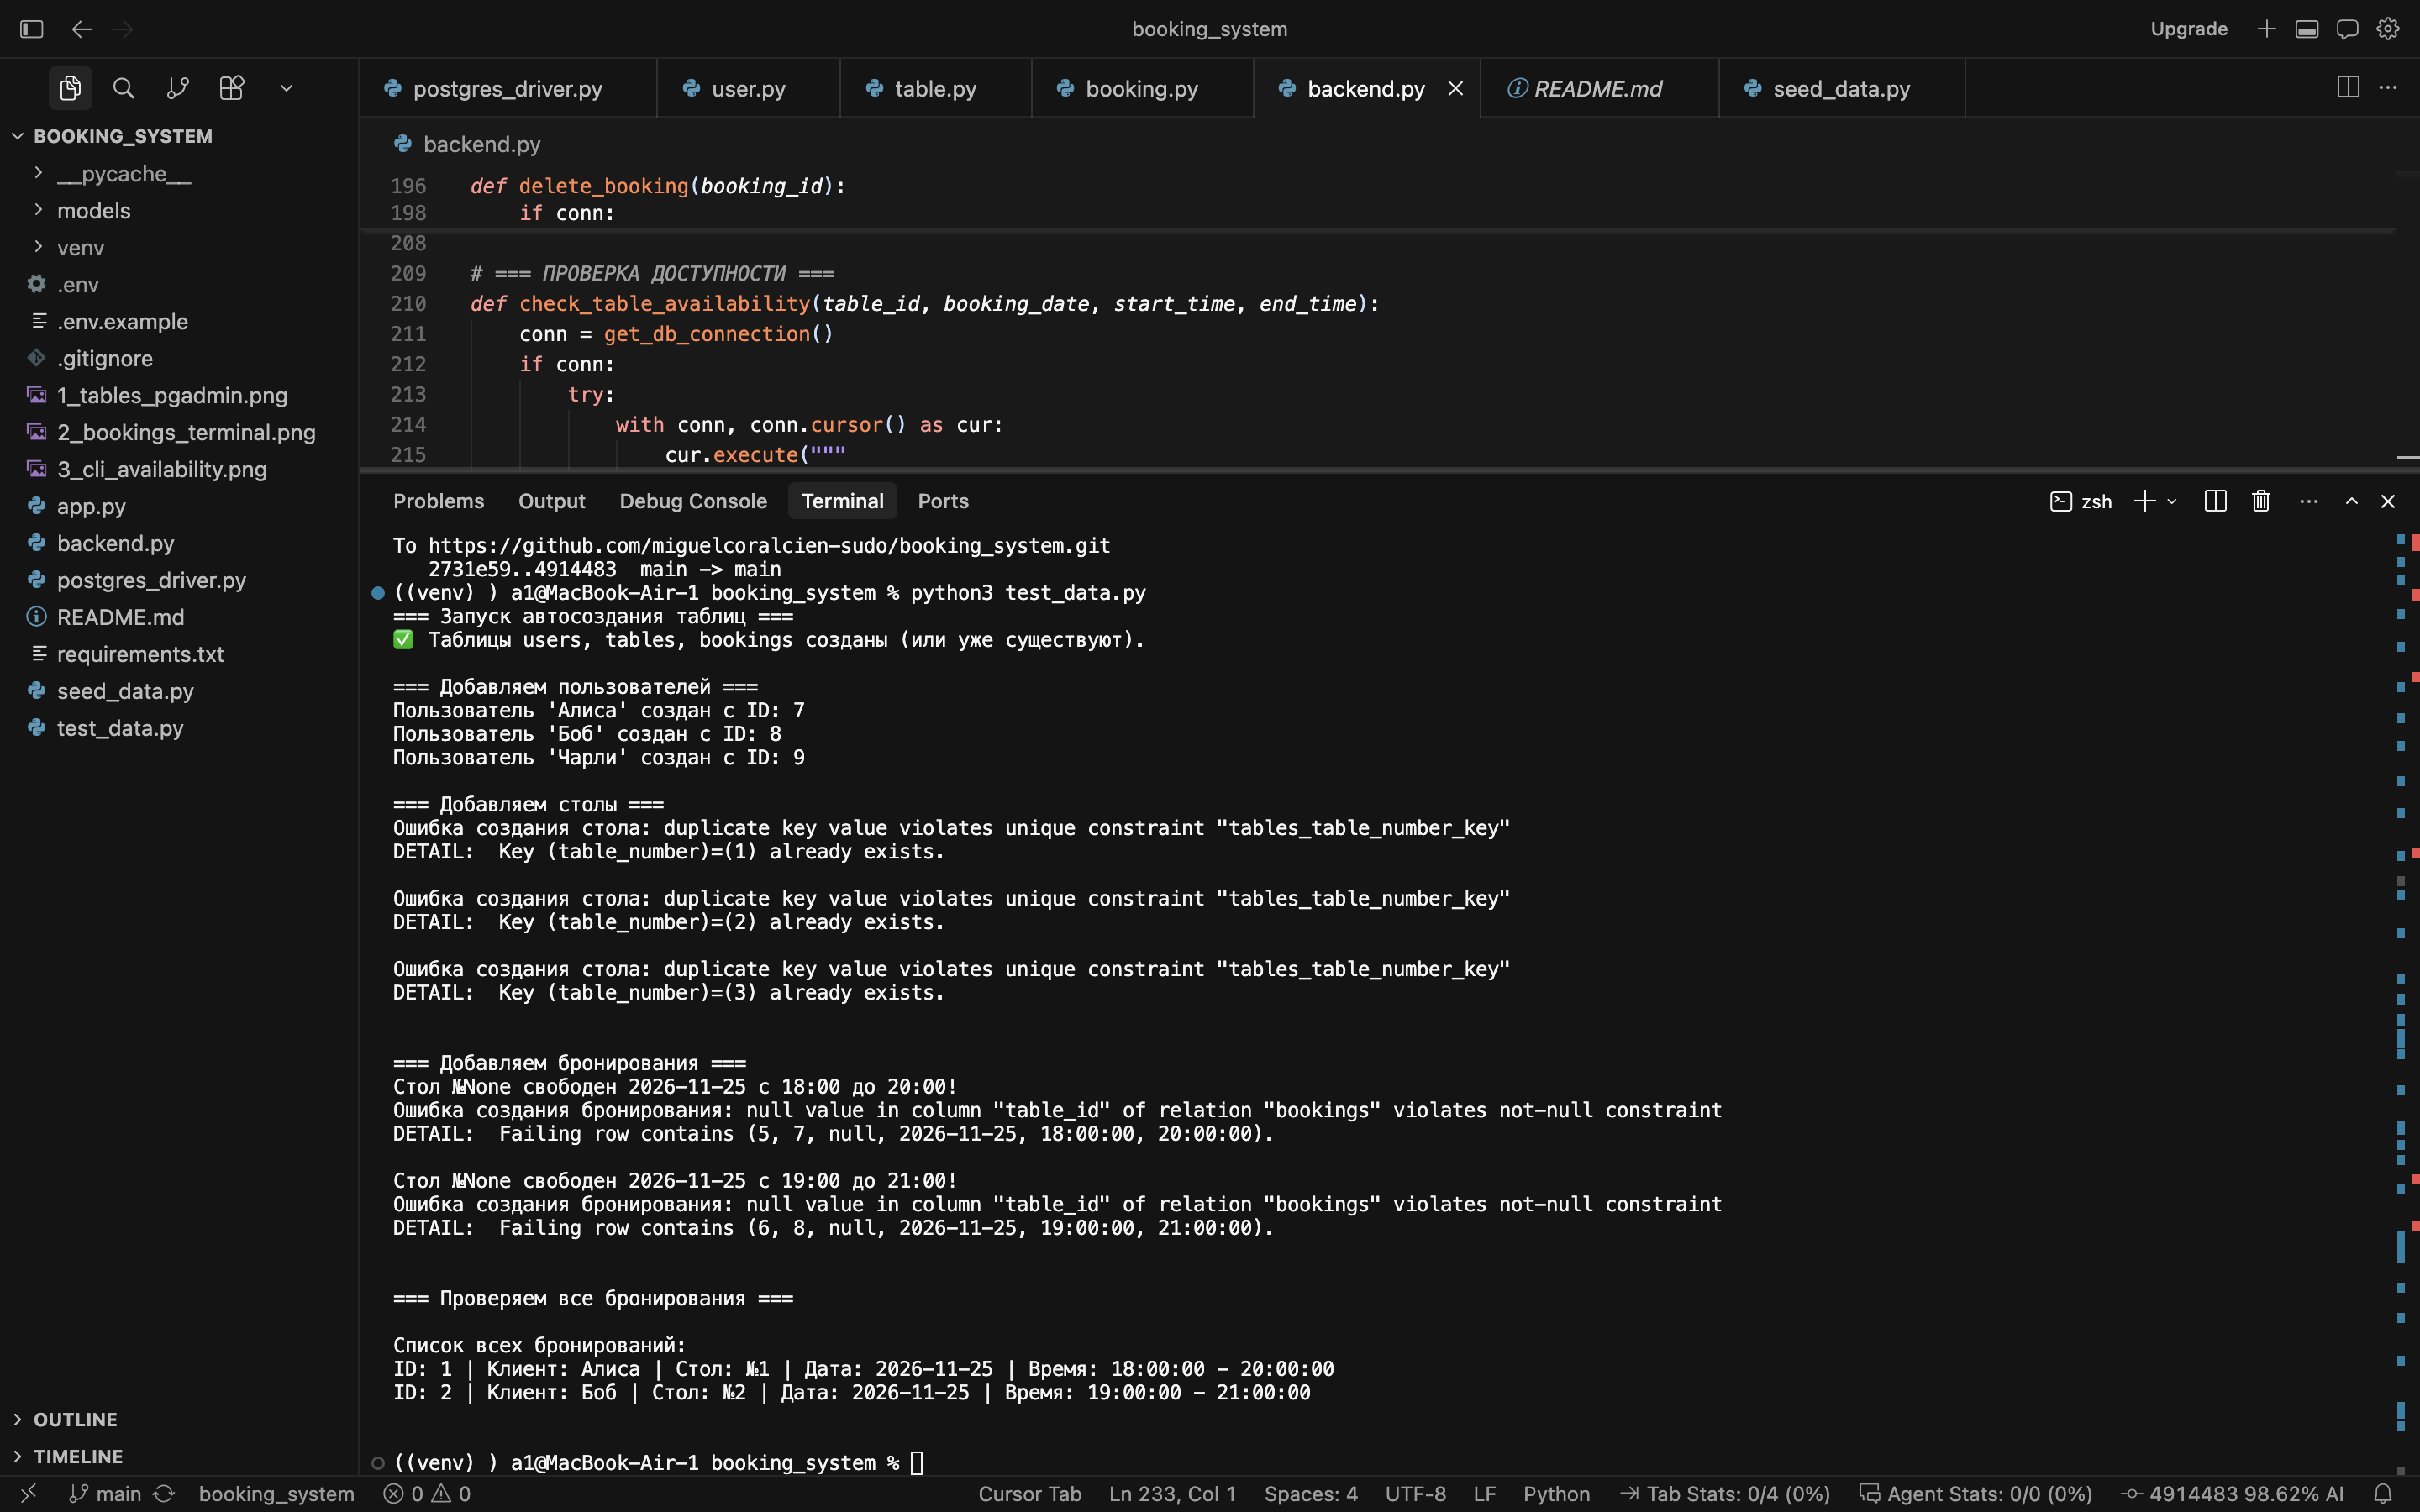 booking_system
Upgrade
postgres_driver.py
user.py
table.py
booking.py
backend.py
README.md
seed_data.py
BOOKING_SYSTEM
__pycache__
models
venv
.env
.env.example
.gitignore
1_tables_pgadmin.png
2_bookings_terminal.png
3_cli_availability.png
app.py
backend.py
postgres_driver.py
README.md
requirements.txt
seed_data.py
test_data.py
OUTLINE
TIMELINE
backend.py
196 def delete_booking(booking_id):
198 if conn:
208
209 # === ПРОВЕРКА ДОСТУПНОСТИ ===
210 def check_table_availability(table_id, booking_date, start_time, end_time):
211 conn = get_db_connection()
212 if conn:
213 try:
214 with conn, conn.cursor() as cur:
215 cur.execute("""
Problems Output Debug Console Terminal Ports
zsh
To https://github.com/miguelcoralcien-sudo/booking_system.git
2731e59..4914483 main -> main
((venv) ) a1@MacBook-Air-1 booking_system % python3 test_data.py
=== Запуск автосоздания таблиц ===
✅ Таблицы users, tables, bookings созданы (или уже существуют).
=== Добавляем пользователей ===
Пользователь 'Алиса' создан с ID: 7
Пользователь 'Боб' создан с ID: 8
Пользователь 'Чарли' создан с ID: 9
=== Добавляем столы ===
Ошибка создания стола: duplicate key value violates unique constraint "tables_table_number_key"
DETAIL: Key (table_number)=(1) already exists.
Ошибка создания стола: duplicate key value violates unique constraint "tables_table_number_key"
DETAIL: Key (table_number)=(2) already exists.
Ошибка создания стола: duplicate key value violates unique constraint "tables_table_number_key"
DETAIL: Key (table_number)=(3) already exists.
=== Добавляем бронирования ===
Стол №None свободен 2026-11-25 с 18:00 до 20:00!
Ошибка создания бронирования: null value in column "table_id" of relation "bookings" violates not-null constraint
DETAIL: Failing row contains (5, 7, null, 2026-11-25, 18:00:00, 20:00:00).
Стол №None свободен 2026-11-25 с 19:00 до 21:00!
Ошибка создания бронирования: null value in column "table_id" of relation "bookings" violates not-null constraint
DETAIL: Failing row contains (6, 8, null, 2026-11-25, 19:00:00, 21:00:00).
=== Проверяем все бронирования ===
Список всех бронирований:
ID: 1 | Клиент: Алиса | Стол: №1 | Дата: 2026-11-25 | Время: 18:00:00 - 20:00:00
ID: 2 | Клиент: Боб | Стол: №2 | Дата: 2026-11-25 | Время: 19:00:00 - 21:00:00
((venv) ) a1@MacBook-Air-1 booking_system %
main booking_system 0 0 Cursor Tab Ln 233, Col 1 Spaces: 4 UTF-8 LF Python Tab Stats: 0/4 (0%) Agent Stats: 0/0 (0%) 4914483 98.62% AI